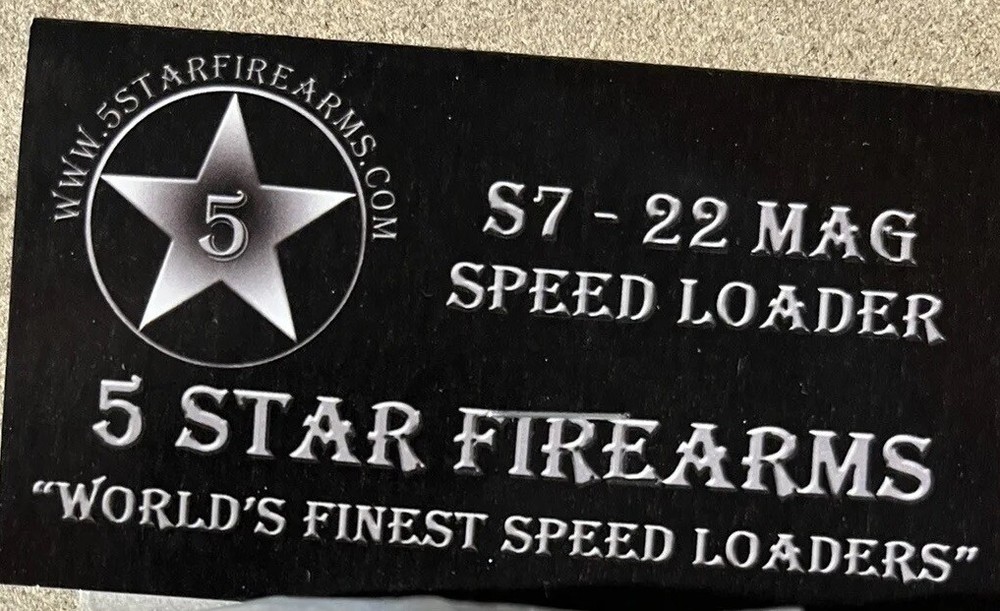 WWW.5STARFIREARMS.COM
5
S7 - 22 MAG
SPEED LOADER
5 STAR FIREARMS
“WORLD’S FINEST SPEED LOADERS”